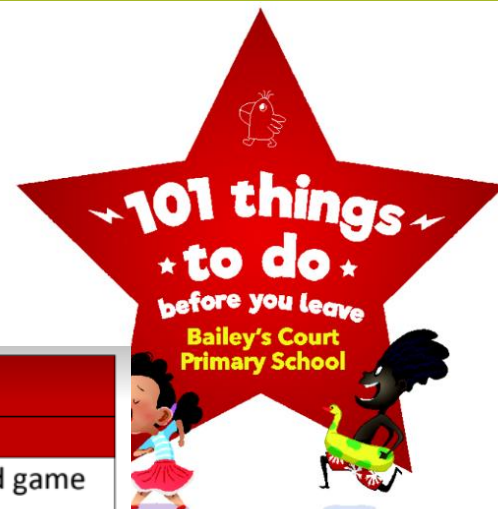 101 things
to do
before you leave
Bailey's Court
Primary School
game